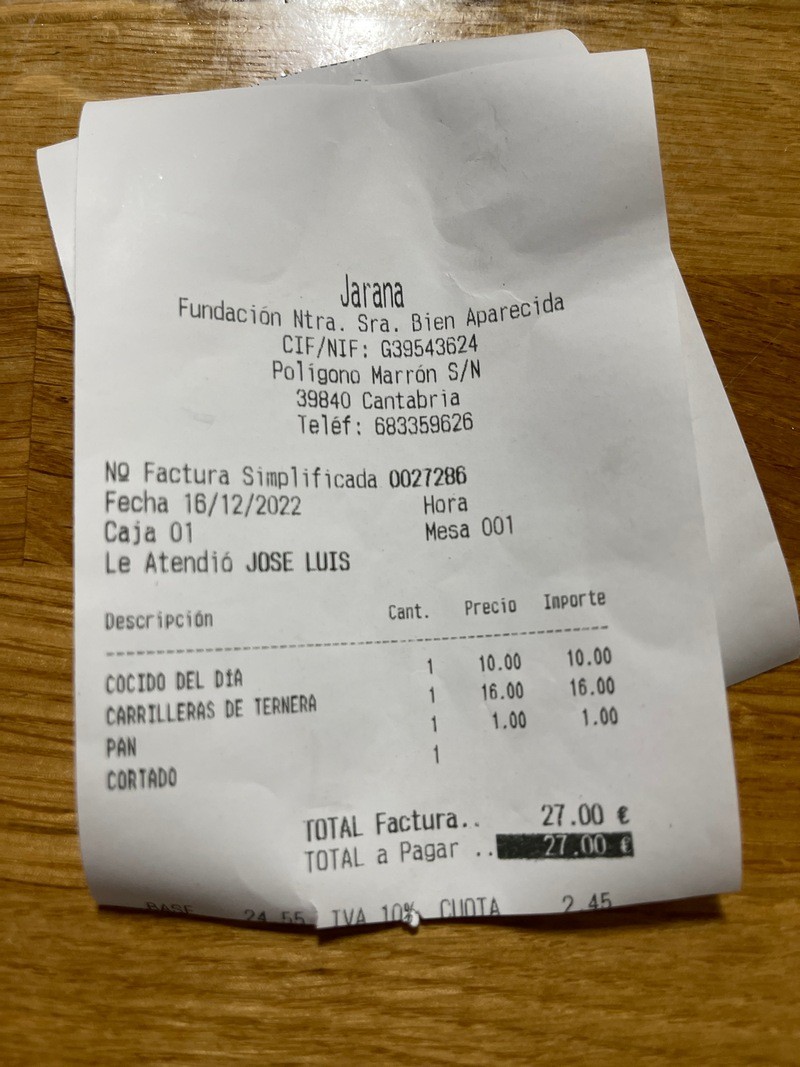 Jarana
Fundación Ntra. Sra. Bien Aparecida
CIF/NIF: G39543624
Polígono Marrón S/N
39840 Cantabria
Teléf: 683359626
Nº Factura Simplificada 0027286
Fecha 16/12/2022 Hora
Caja 01 Mesa 001
Le Atendió JOSE LUIS
Descripción Cant. Precio Importe
COCIDO DEL DíA 1 10.00 10.00
CARRILLERAS DE TERNERA 1 16.00 16.00
PAN 1 1.00 1.00
CORTADO 1
TOTAL Factura.. 27.00 €
TOTAL a Pagar .. 27.00 €
BASE 24.55 IVA 10% CUOTA 2.45